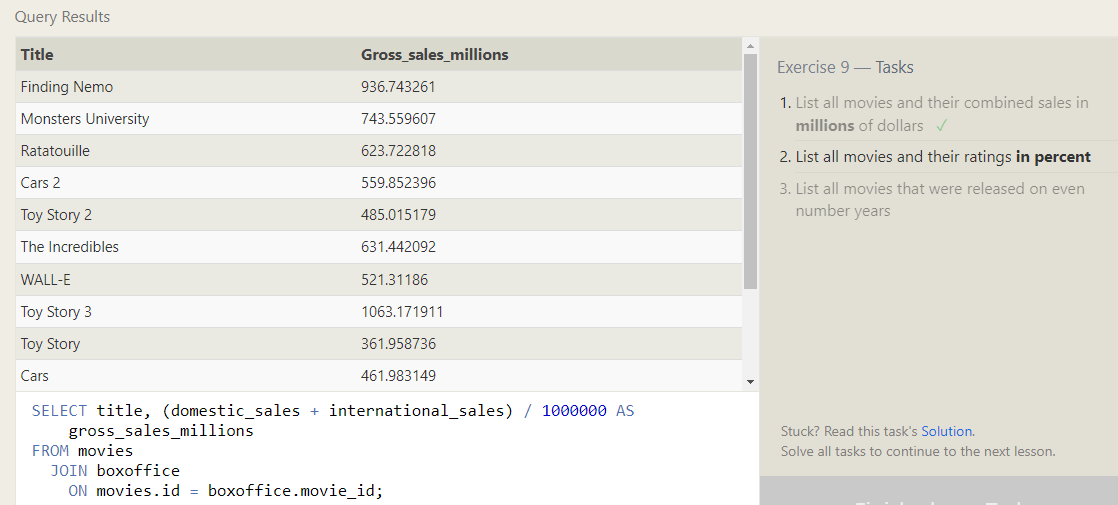 Query Results
Title Gross_sales_millions
Finding Nemo 936.743261
Monsters University 743.559607
Ratatouille 623.722818
Cars 2 559.852396
Toy Story 2 485.015179
The Incredibles 631.442092
WALL-E 521.31186
Toy Story 3 1063.171911
Toy Story 361.958736
Cars 461.983149
SELECT title, (domestic_sales + international_sales) / 1000000 AS
gross_sales_millions
FROM movies
JOIN boxoffice
ON movies.id = boxoffice.movie_id;
Exercise 9 — Tasks
1. List all movies and their combined sales in
millions of dollars ✓
2. List all movies and their ratings in percent
3. List all movies that were released on even
number years
Stuck? Read this task's Solution.
Solve all tasks to continue to the next lesson.